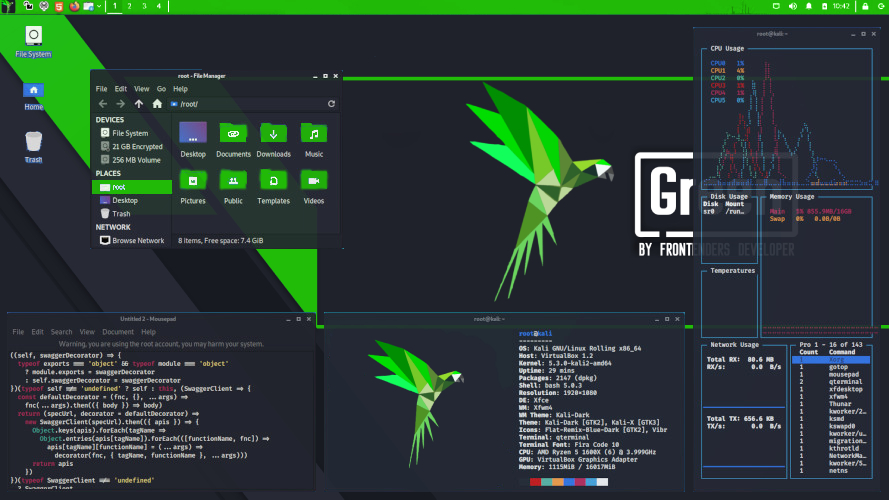 1 2 3 4
10:42
File System
Home
Trash
root - File Manager
File Edit View Go Help
/root/
DEVICES
File System
21 GB Encrypted
256 MB Volume
PLACES
root
Desktop
Trash
NETWORK
Browse Network
Desktop Documents Downloads Music
Pictures Public Templates Videos
8 items, Free space: 7.4 GiB
BY FRONTENDERS DEVELOPER
root@kali:~
CPU Usage
CPU0 1%
CPU1 4%
CPU2 0%
CPU3 1%
CPU4 1%
CPU5 0%
Disk Usage
Disk Mount
sr0 /run…
Memory Usage
Main 5% 853.9MB/16GB
Swap 0% 0.0B/0B
Temperatures
Network Usage
Total RX: 80.6 MB
RX/s: 0.0 B/s
Total TX: 656.6 KB
TX/s: 0.0 B/s
Pro 1 - 16 of 143
Count Command
1 Xorg
1 gotop
1 mousepad
2 qterminal
1 xfdesktop
1 xfwm4
1 Thunar
1 kworker/2…
1 ksmd
1 kswapd0
1 kworker/u…
1 migration…
1 kthrotld
1 NetworkMa…
1 kworker/5…
1 netns
Untitled 2 - Mousepad
File Edit Search View Document Help
Warning, you are using the root account, you may harm your system.
((self, swaggerDecorator) => {
typeof exports === 'object' && typeof module === 'object'
? module.exports = swaggerDecorator
: self.swaggerDecorator = swaggerDecorator
})(typeof self === 'undefined' ? self : this, (SwaggerClient) => {
const defaultDecorator = (fnc, {}, ...args) =>
fnc(...args).then(({ body }) => body)
return (specUrl, decorator = defaultDecorator) =>
new SwaggerClient(specUrl).then(({ apis }) => {
Object.keys(apis).forEach(tagName =>
Object.entries(apis[tagName]).forEach(([functionName, fnc]) =>
apis[tagName][functionName] = (...args) =>
decorator(fnc, { tagName, functionName }, ...args)))
return apis
})
})(typeof SwaggerClient === 'undefined'
? SwaggerClient
root@kali:~
root@kali
---------
OS: Kali GNU/Linux Rolling x86_64
Host: VirtualBox 1.2
Kernel: 5.3.0-kali2-amd64
Uptime: 29 mins
Packages: 2147 (dpkg)
Shell: bash 5.0.3
Resolution: 1920×1080
DE: Xfce
WM: Xfwm4
WM Theme: Kali-Dark
Theme: Kali-Dark [GTK2], Kali-X [GTK3]
Icons: Flat-Remix-Blue-Dark [GTK2], Vibr
Terminal: qterminal
Terminal Font: Fira Code 10
CPU: AMD Ryzen 5 1600X (6) @ 3.999GHz
GPU: VirtualBox Graphics Adapter
Memory: 1115MiB / 16017MiB